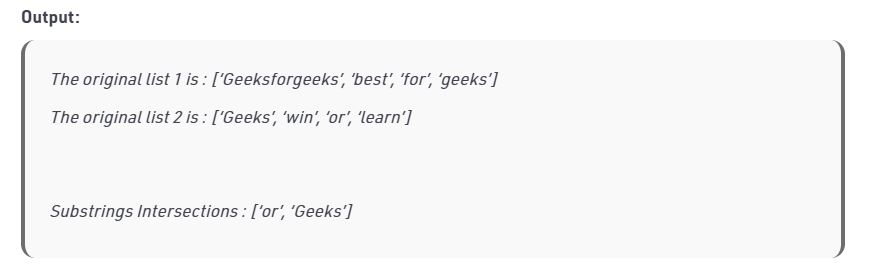 Output:
The original list 1 is : [‘Geeksforgeeks’, ‘best’, ‘for’, ‘geeks’]
The original list 2 is : [‘Geeks’, ‘win’, ‘or’, ‘learn’]
Substrings Intersections : [‘or’, ‘Geeks’]